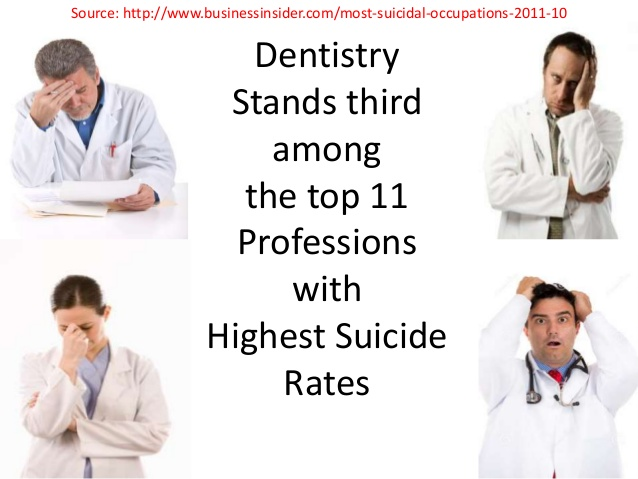 Source: http://www.businessinsider.com/most-suicidal-occupations-2011-10
Dentistry
Stands third
among
the top 11
Professions
with
Highest Suicide
Rates